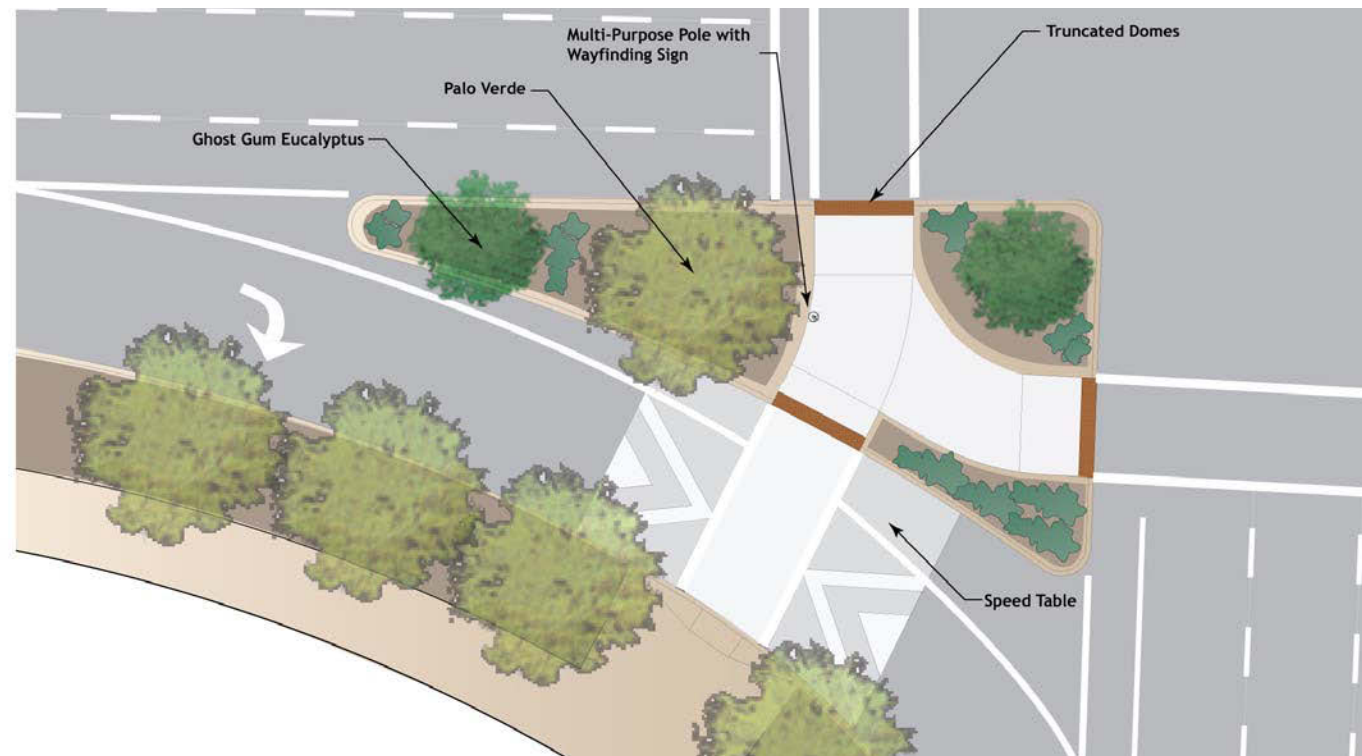 Multi-Purpose Pole with
Wayfinding Sign
Truncated Domes
Palo Verde
Ghost Gum Eucalyptus
Speed Table